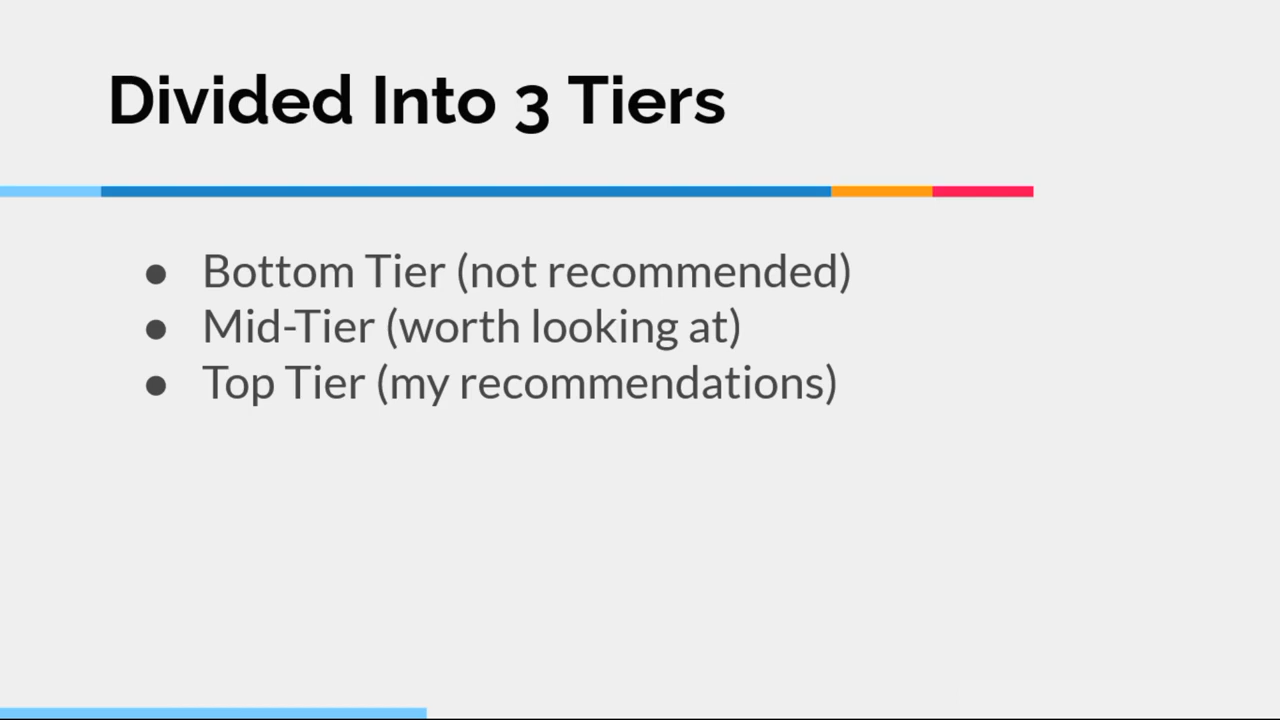 Divided Into 3 Tiers
● Bottom Tier (not recommended)
● Mid-Tier (worth looking at)
● Top Tier (my recommendations)